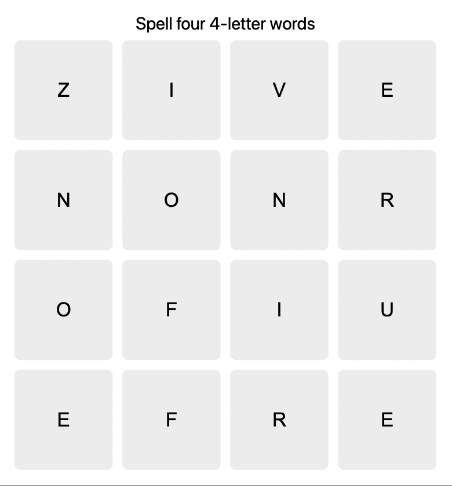 Spell four 4-letter words
Z I V E
N O N R
O F I U
E F R E